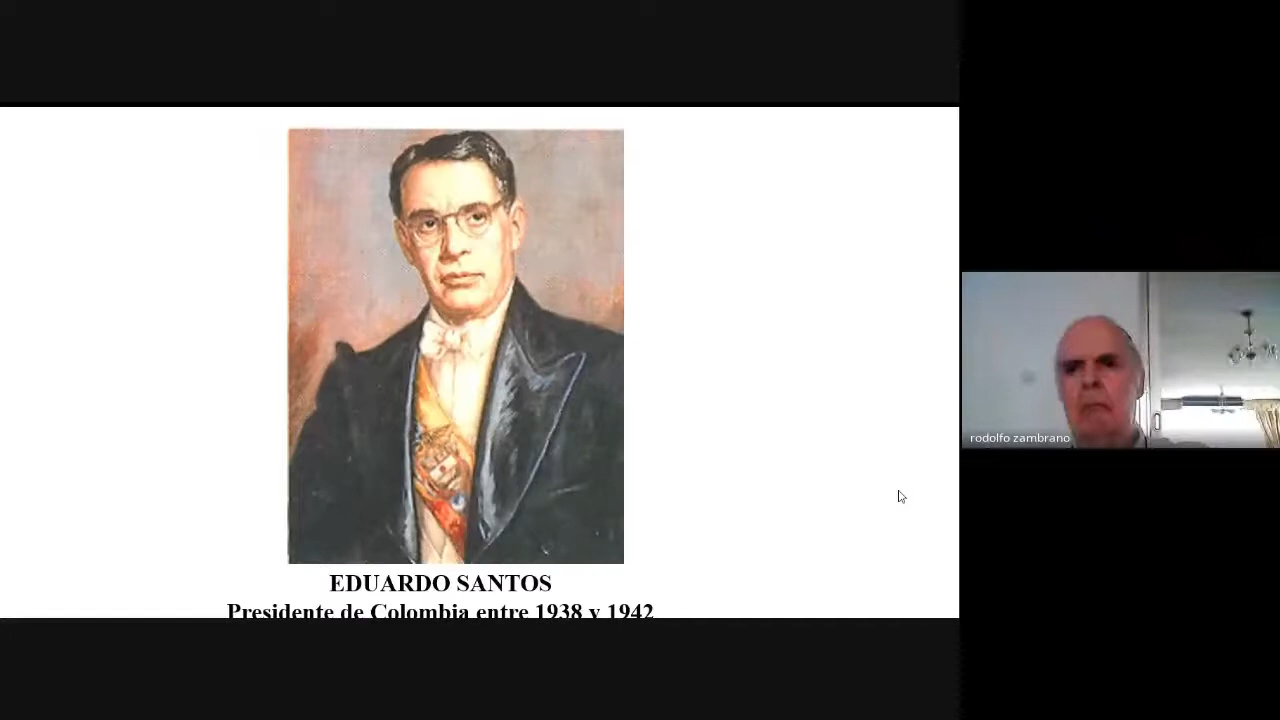 EDUARDO SANTOS
Presidente de Colombia entre 1938 y 1942
rodolfo zambrano